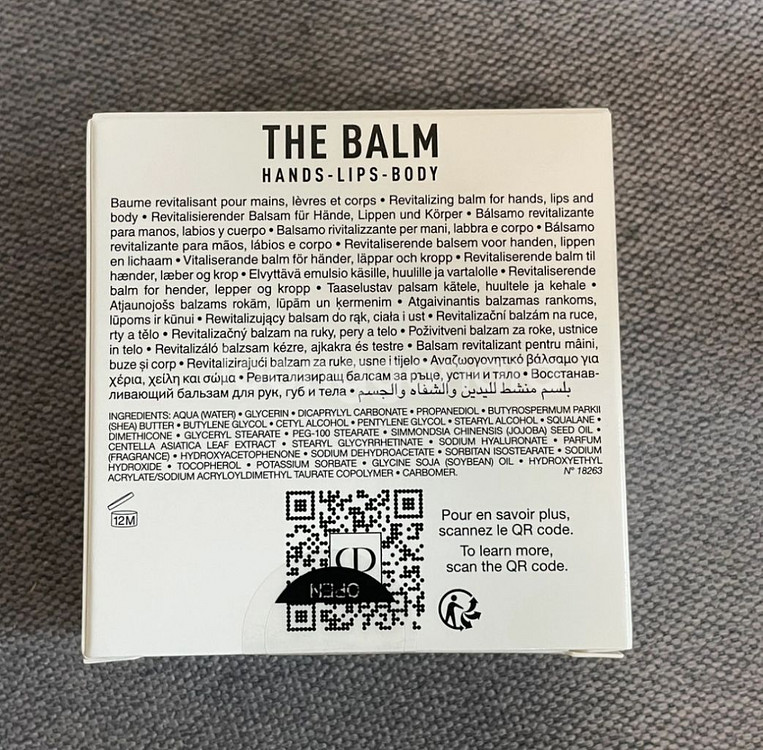 THE BALM
HANDS-LIPS-BODY
Baume revitalisant pour mains, lèvres et corps • Revitalizing balm for hands, lips and
body • Revitalisierender Balsam für Hände, Lippen und Körper • Bálsamo revitalizante
para manos, labios y cuerpo • Balsamo rivitalizzante per mani, labbra e corpo • Bálsamo
revitalizante para mãos, lábios e corpo • Revitaliserende balsem voor handen, lippen
en lichaam • Vitaliserande balm för händer, läppar och kropp • Revitaliserende balm til
hænder, læber og krop • Elvyttävä emulsio käsille, huulille ja vartalolle • Revitaliserende
balm for hender, lepper og kropp • Taaselustav palsam kätele, huultele ja kehale •
Atjaunojošs balzams rokām, lūpām un ķermenim • Atgaivinantis balzamas rankoms,
lūpoms ir kūnui • Rewitalizujący balsam do rąk, ciała i ust • Revitalizační balzám na ruce,
rty a tělo • Revitalizačný balzam na ruky, pery a telo • Poživitveni balzam za roke, ustnice
in telo • Revitalizáló balzsam kézre, ajkakra és testre • Balsam revitalizant pentru mâini,
buze și corp • Revitalizirajući balzam za ruke, usne i tijelo • Αναζωογονητικό βάλσαμο για
χέρια, χείλη και σώμα • Ревитализиращ балсам за ръце, устни и тяло • Восстанав-
ливающий бальзам для рук, губ и тела • بلسم منشط لليدين والشفاه والجسم
INGREDIENTS: AQUA (WATER) • GLYCERIN • DICAPRYLYL CARBONATE • PROPANEDIOL • BUTYROSPERMUM PARKII
(SHEA) BUTTER • BUTYLENE GLYCOL • CETYL ALCOHOL • PENTYLENE GLYCOL • STEARYL ALCOHOL • SQUALANE •
DIMETHICONE • GLYCERYL STEARATE • PEG-100 STEARATE • SIMMONDSIA CHINENSIS (JOJOBA) SEED OIL •
CENTELLA ASIATICA LEAF EXTRACT • STEARYL GLYCYRRHETINATE • SODIUM HYALURONATE • PARFUM
(FRAGRANCE) • HYDROXYACETOPHENONE • SODIUM DEHYDROACETATE • SORBITAN ISOSTEARATE • SODIUM
HYDROXIDE • TOCOPHEROL • POTASSIUM SORBATE • GLYCINE SOJA (SOYBEAN) OIL • HYDROXYETHYL
ACRYLATE/SODIUM ACRYLOYLDIMETHYL TAURATE COPOLYMER • CARBOMER. N° 18263
12M
CD
OPEN
Pour en savoir plus,
scannez le QR code.
To learn more,
scan the QR code.